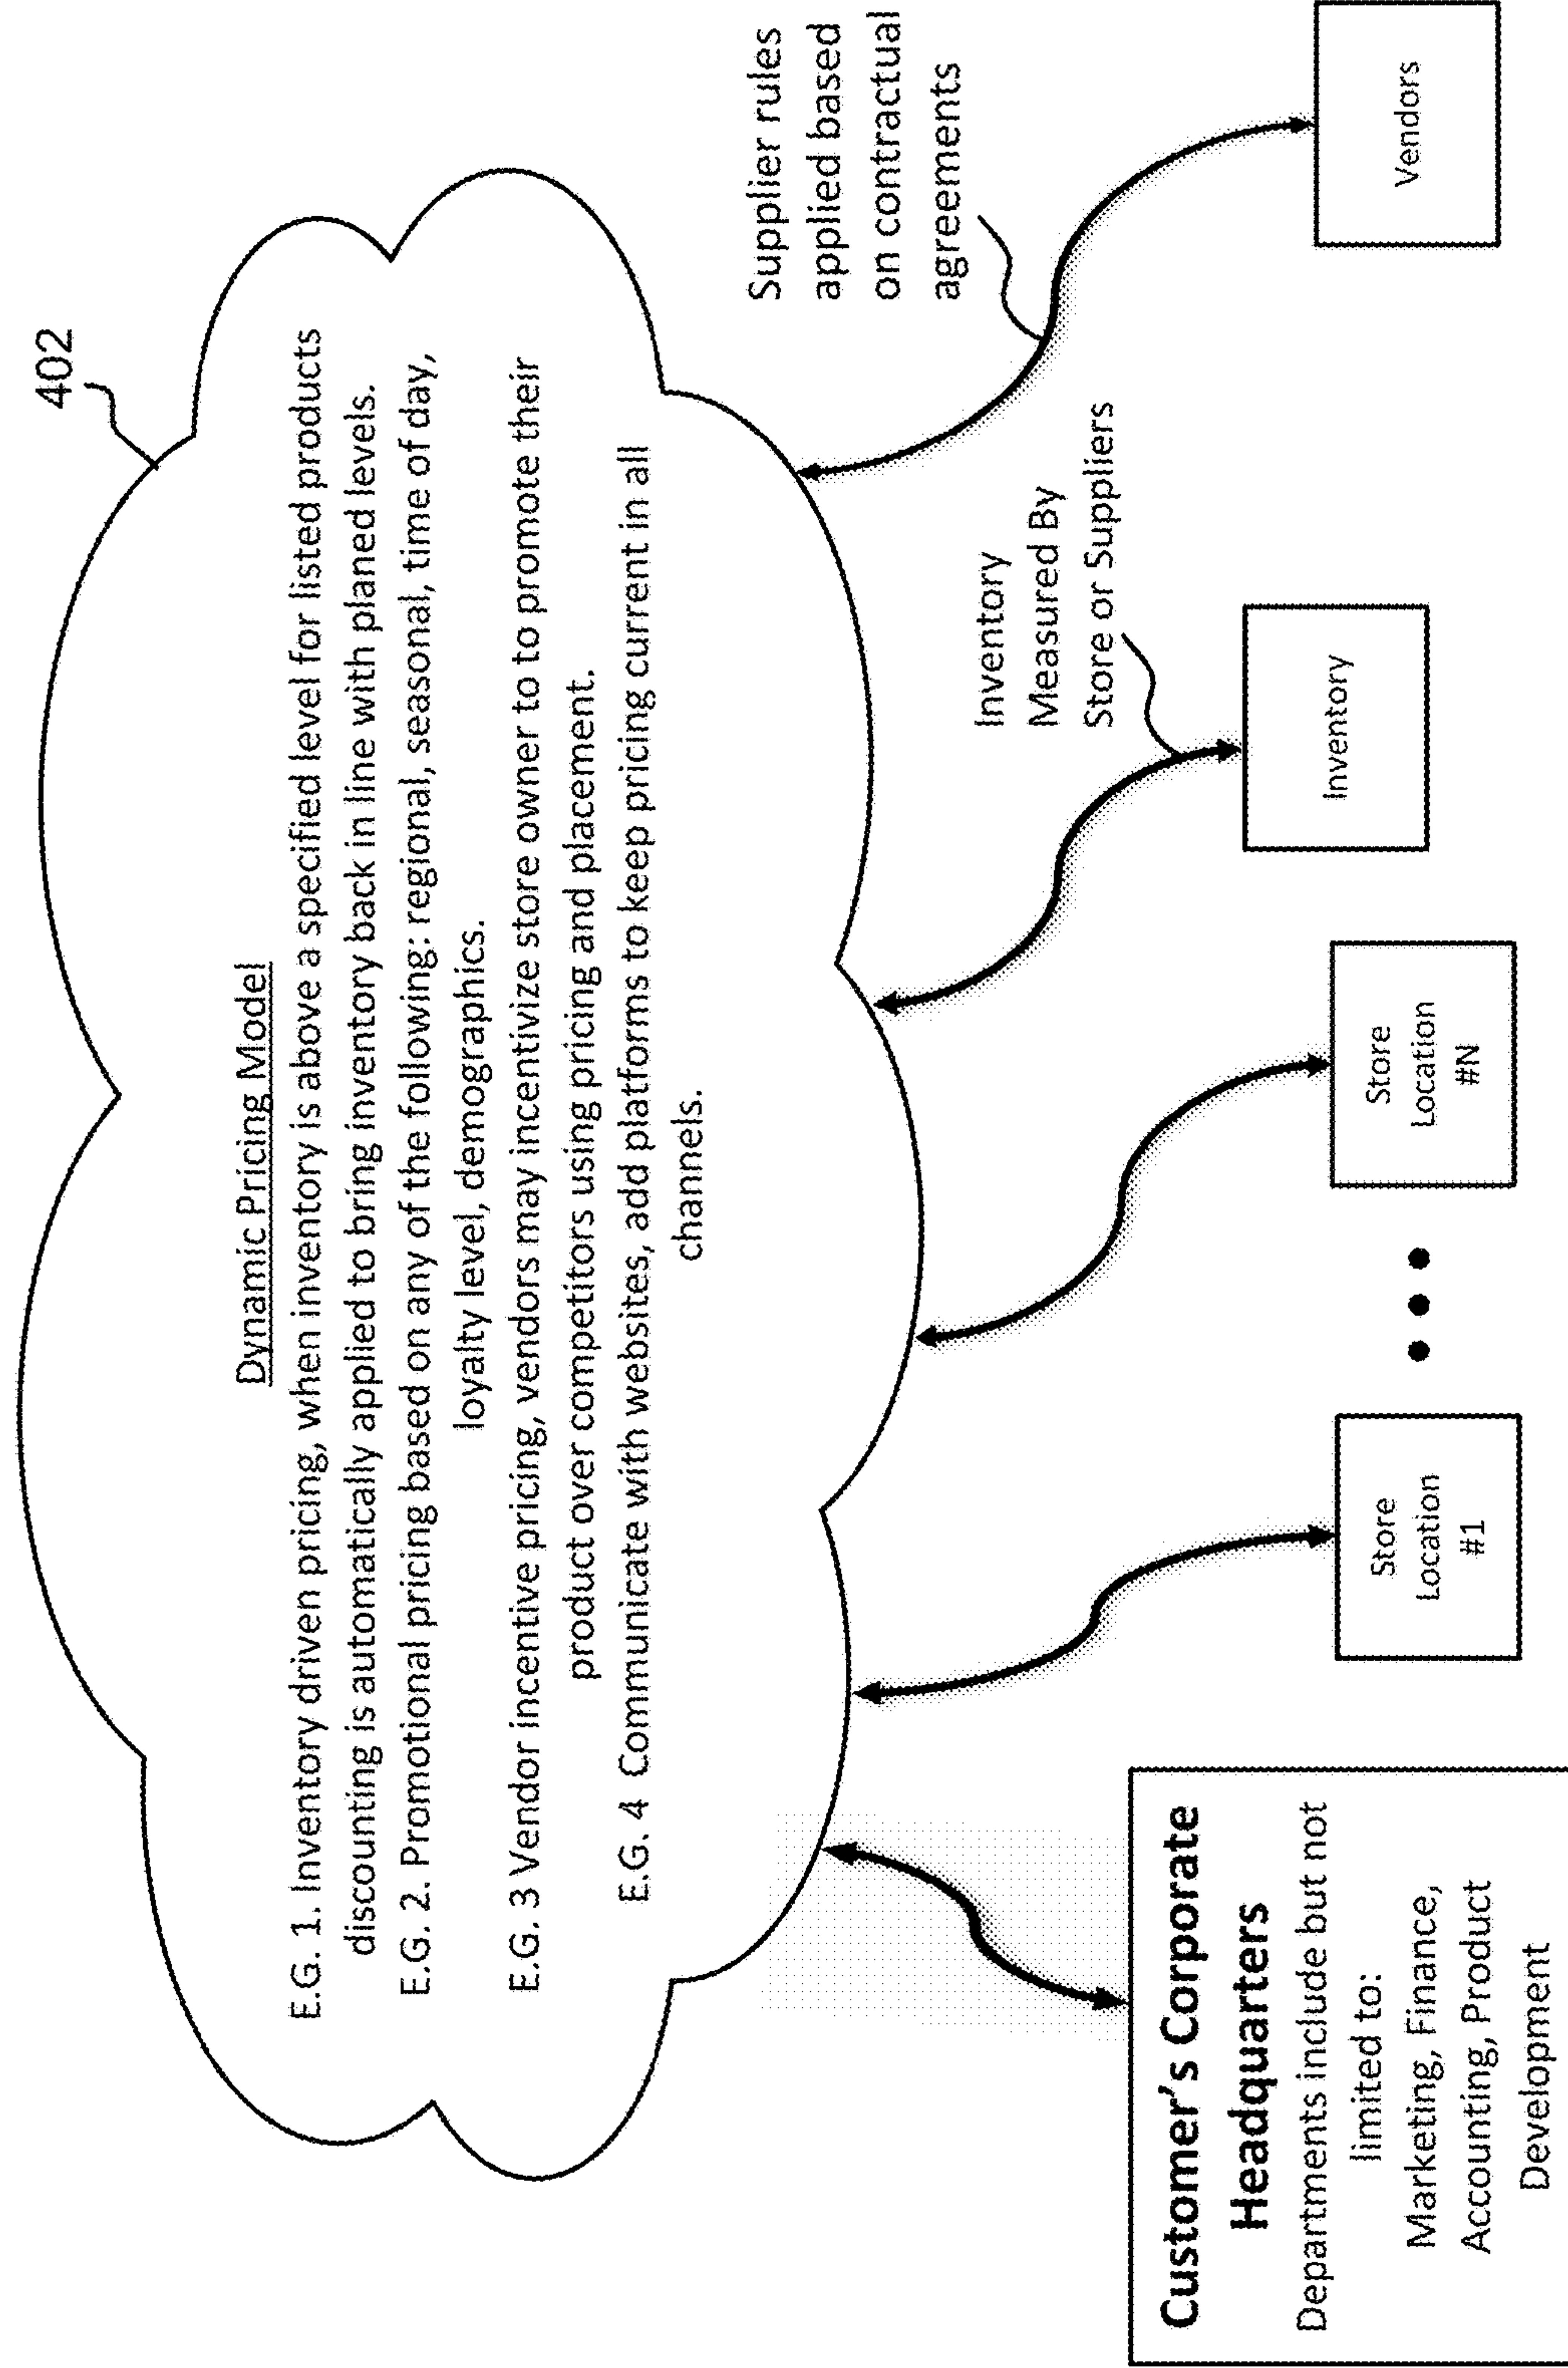 402
Dynamic Pricing Model
E.G. 1. Inventory driven pricing, when inventory is above a specified level for listed products
discounting is automatically applied to bring inventory back in line with planed levels.
E.G. 2. Promotional pricing based on any of the following: regional, seasonal, time of day,
loyalty level, demographics.
E.G. 3 Vendor incentive pricing, vendors may incentivize store owner to to promote their
product over competitors using pricing and placement.
E.G. 4 Communicate with websites, add platforms to keep pricing current in all
channels.
Supplier rules
applied based
on contractual
agreements
Inventory
Measured By
Store or Suppliers
Customer's Corporate
Headquarters
Departments include but not
limited to:
Marketing, Finance,
Accounting, Product
Development
Store
Location
#1
Store
Location
#N
Inventory
Vendors